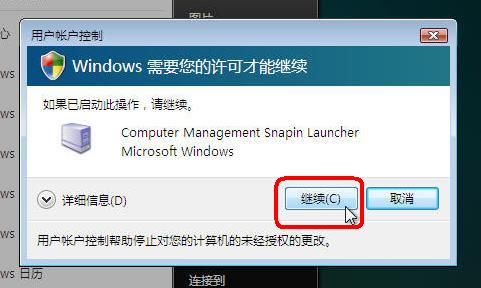 图片
心
用户帐户控制
Windows 需要您的许可才能继续
ws
如果已启动此操作，请继续。
ws
Computer Management Snapin Launcher
Microsoft Windows
ws
详细信息(D)
继续(C)
取消
ws
ws
用户帐户控制帮助停止对您的计算机的未经授权的更改。
ws 日历
连接到